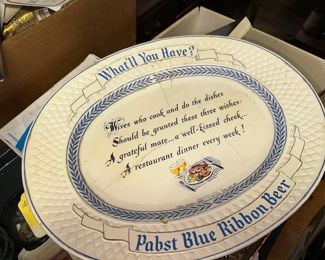 What'll You Have?
Wives who cook and do the dishes
Should be granted these three wishes:
A grateful mate...a well-kissed cheek...
A restaurant dinner every week!
Pabst Blue Ribbon Beer